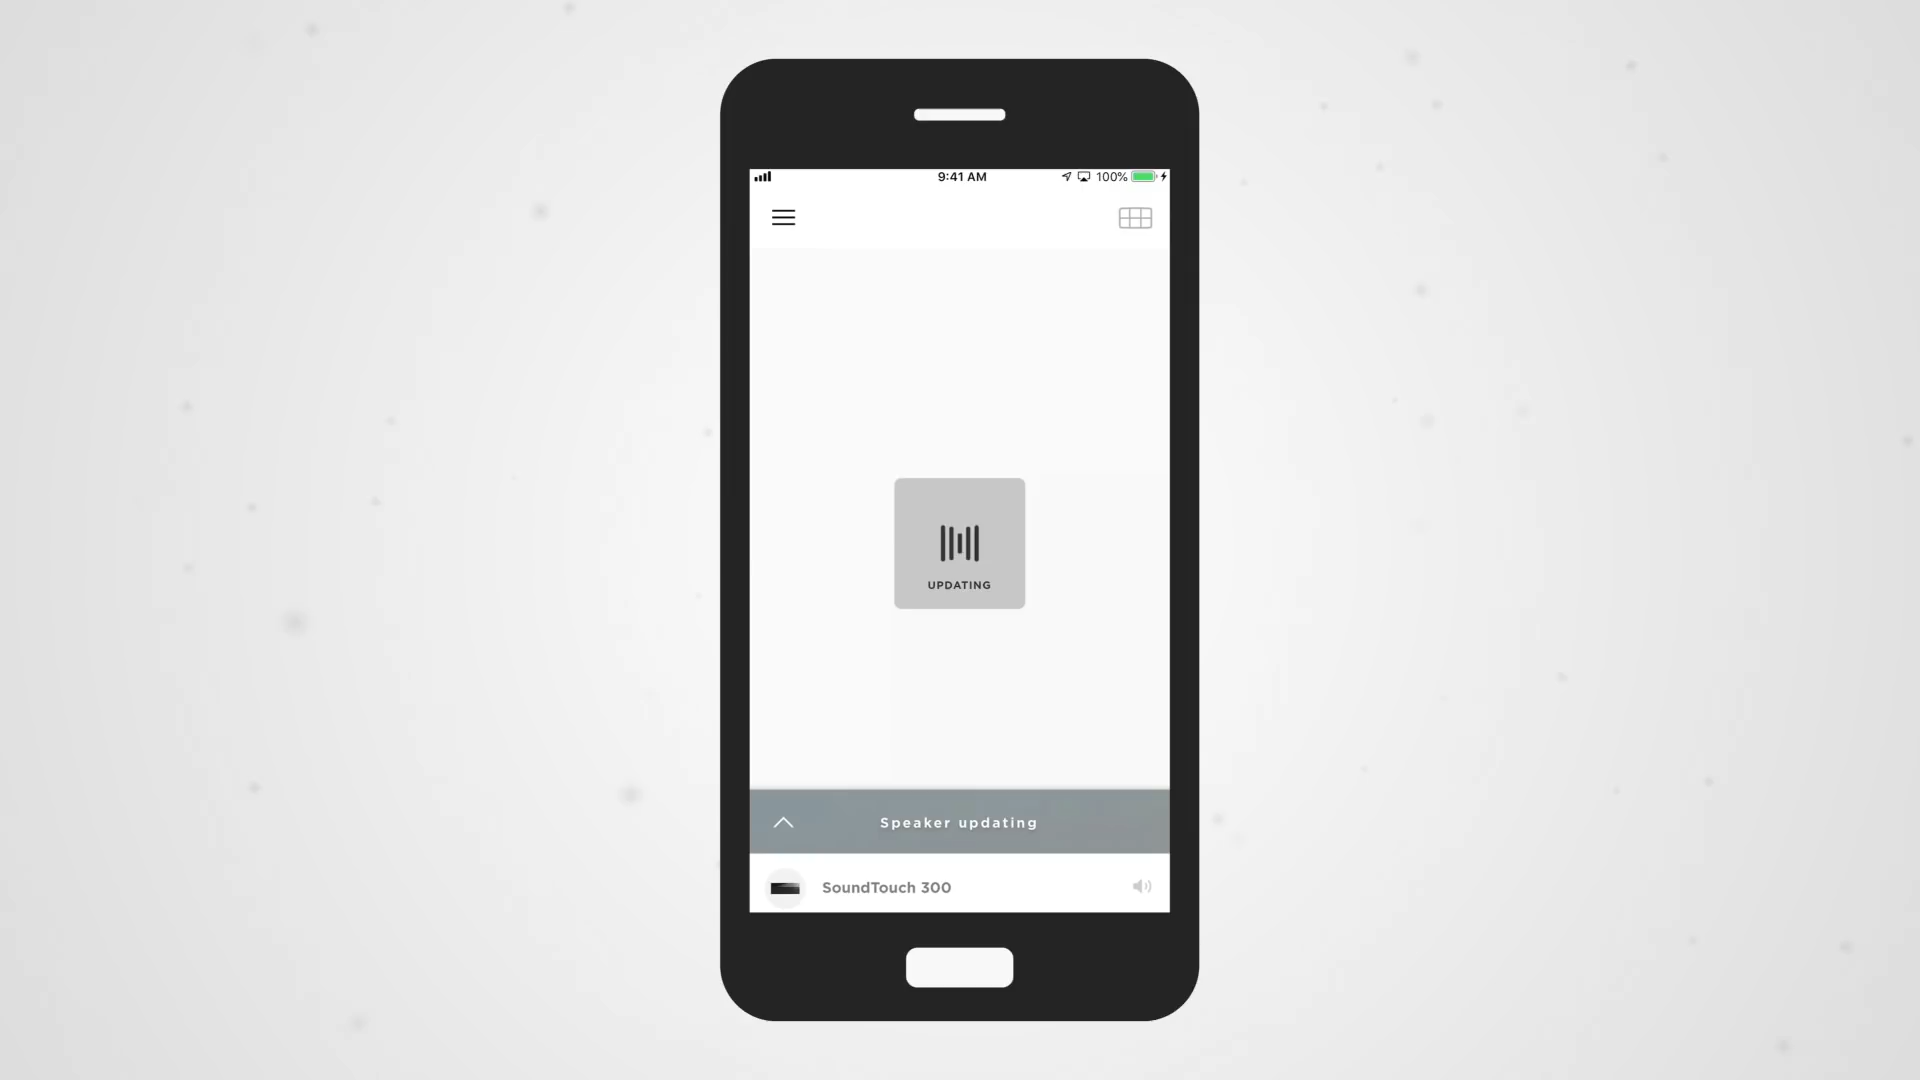 9:41 AM
100%
UPDATING
Speaker updating
SoundTouch 300